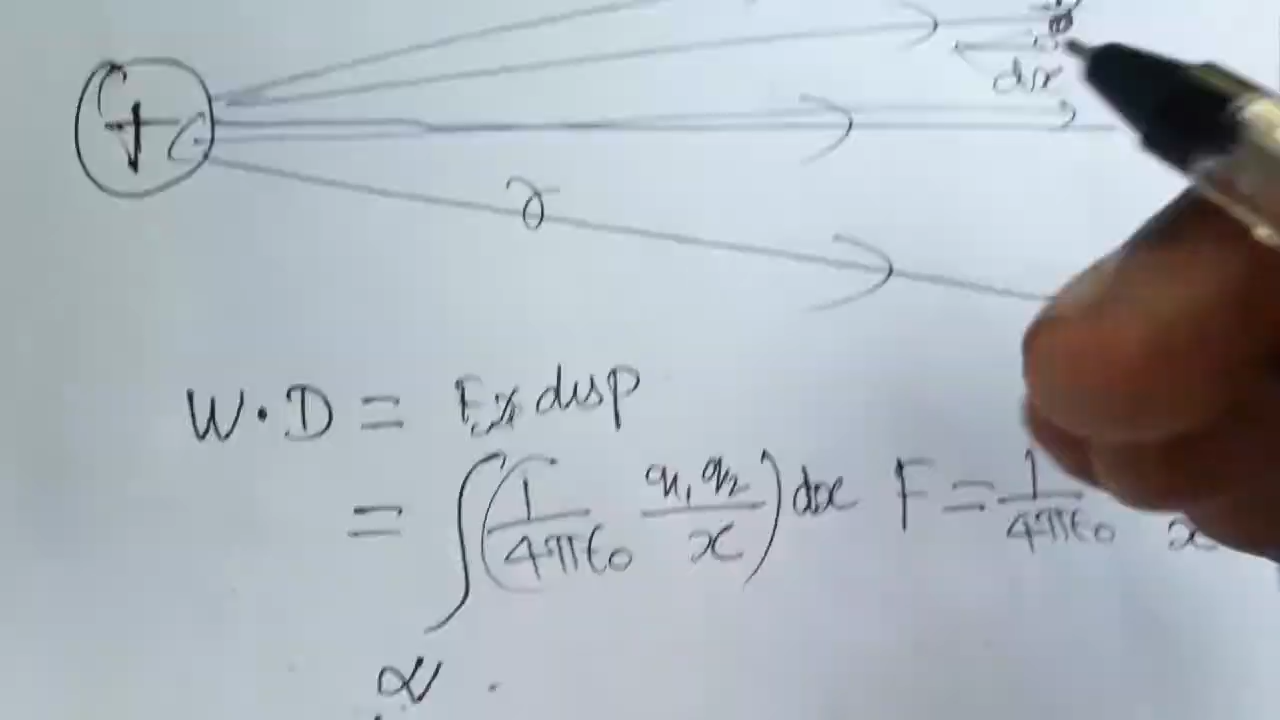 +
dx
r
W·D = F × disp
= ∫(1/4πε₀ q₁q₂/x)dx F = 1/4πε₀ x
∞